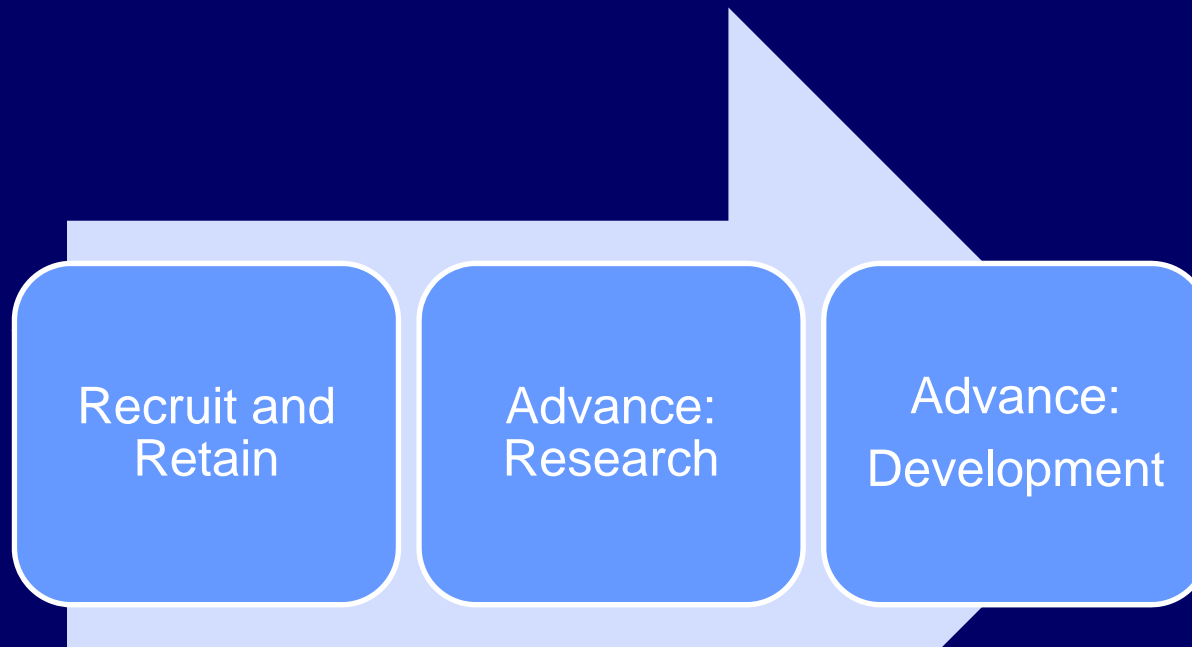 Recruit and
Retain
Advance:
Research
Advance:
Development